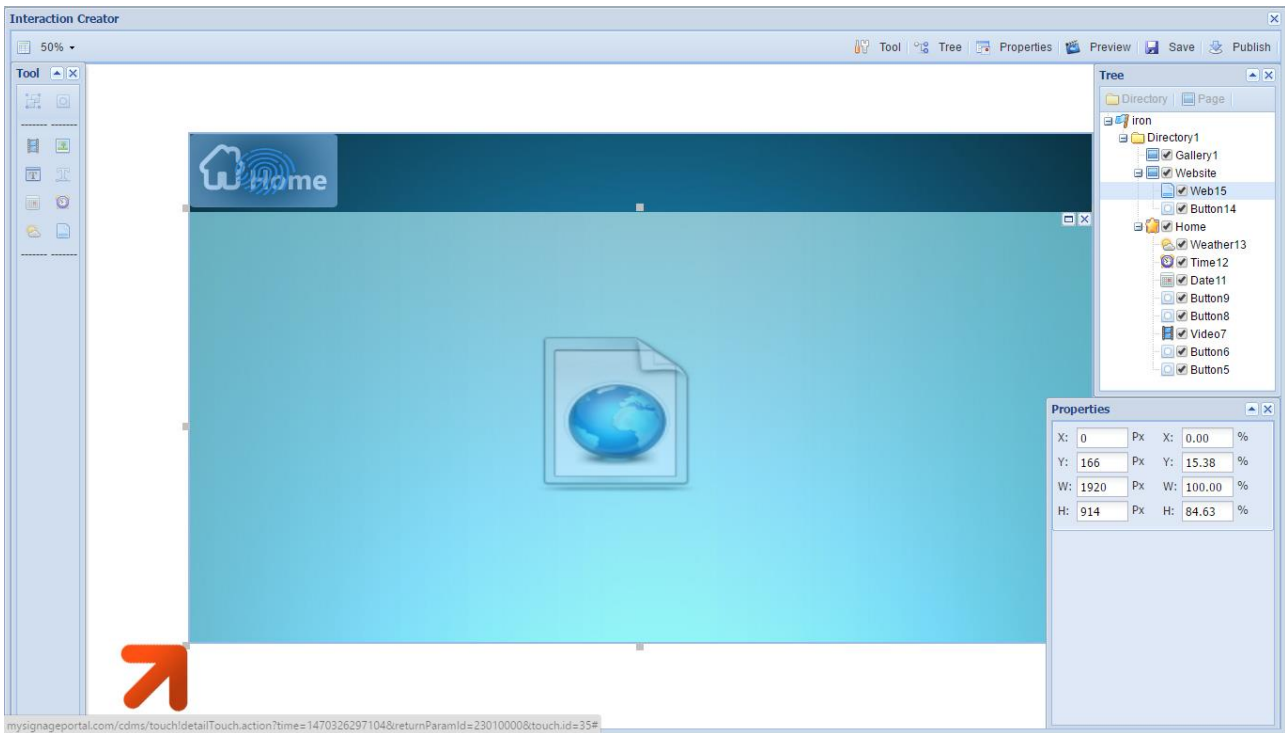 Interaction Creator
50%
Tool Tree Properties Preview Save Publish
Tool
Home
Tree
Directory Page
iron
Directory1
Gallery1
Website
Web15
Button14
Home
Weather13
Time12
Date11
Button9
Button8
Video7
Button6
Button5
Properties
X: 0 Px X: 0.00 %
Y: 166 Px Y: 15.38 %
W: 1920 Px W: 100.00 %
H: 914 Px H: 84.63 %
mysignageportal.com/cdms/touch!detailTouch.action?time=1470326297104&returnParamId=23010000&touch.id=35#